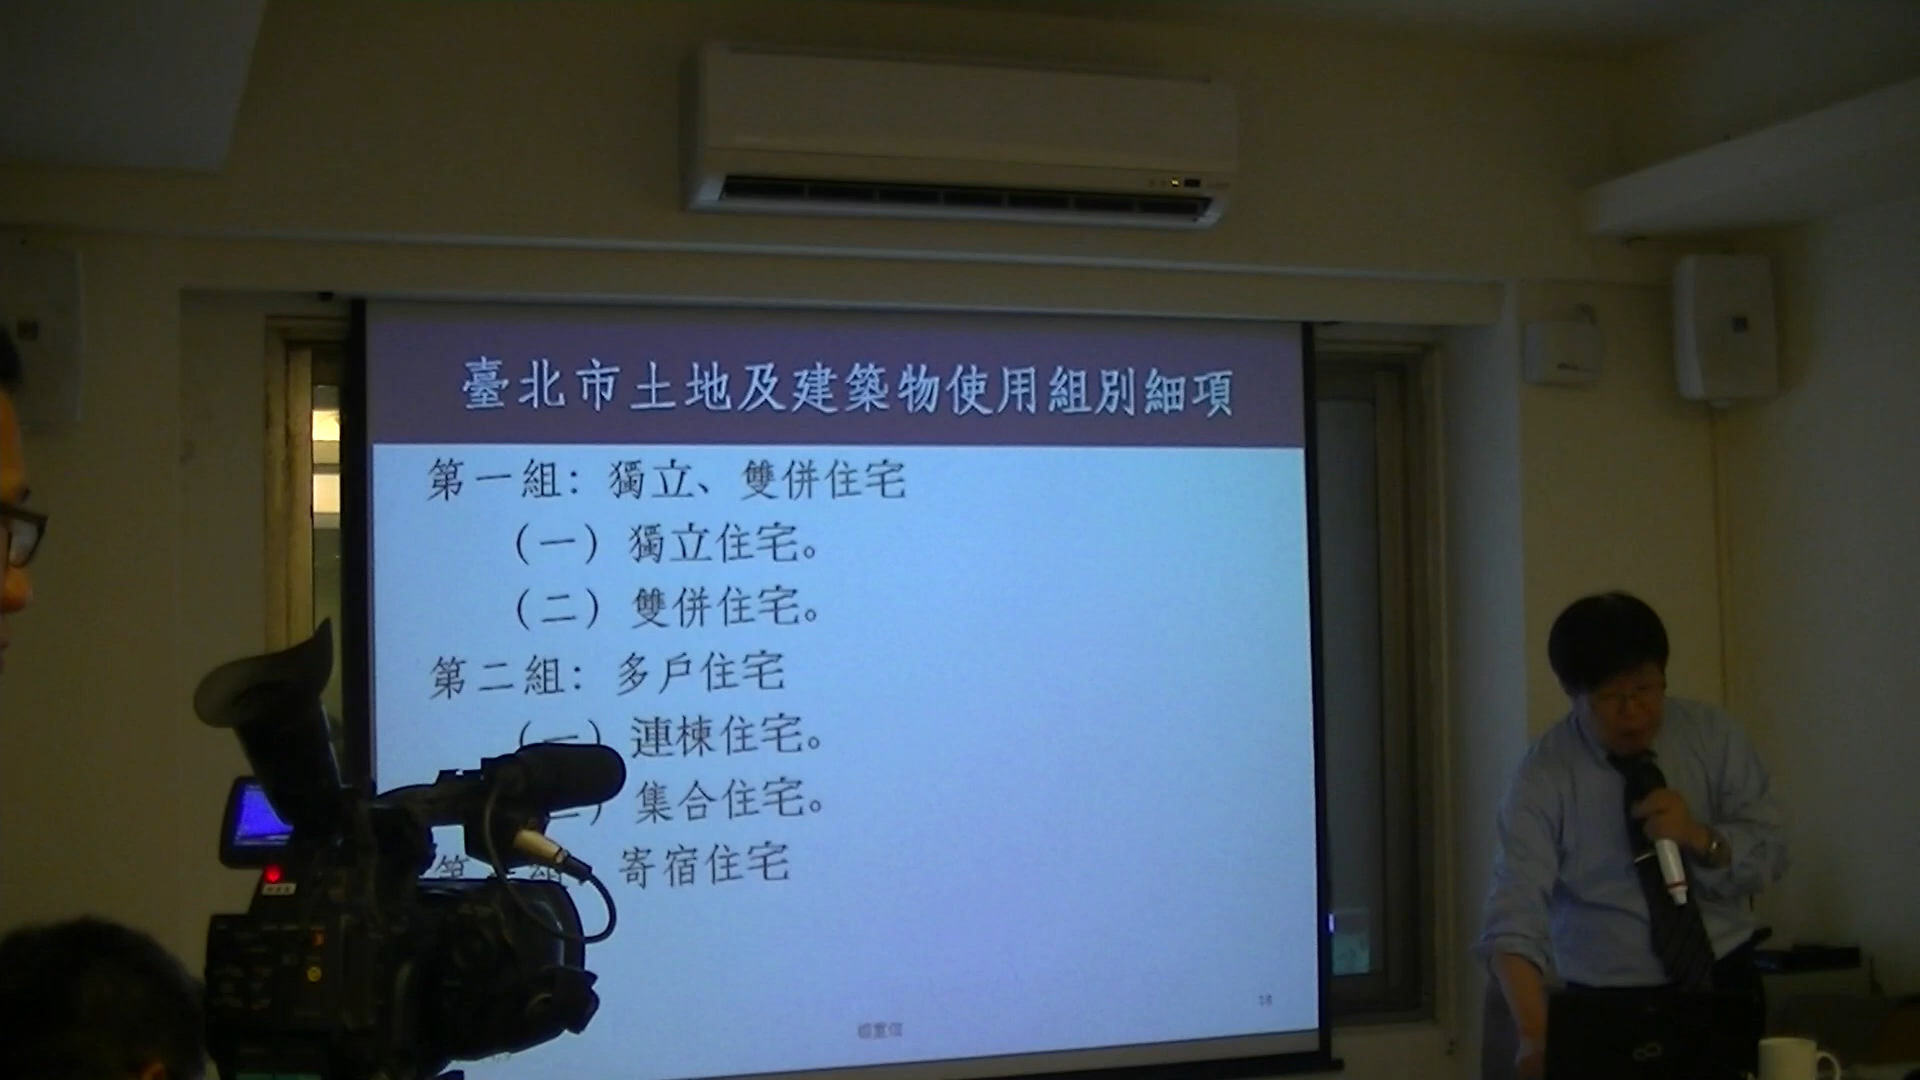 臺北市土地及建築物使用組別細項
第一組：獨立、雙併住宅
（一）獨立住宅。
（二）雙併住宅。
第二組：多戶住宅
（一）連棟住宅。
集合住宅。
寄宿住宅